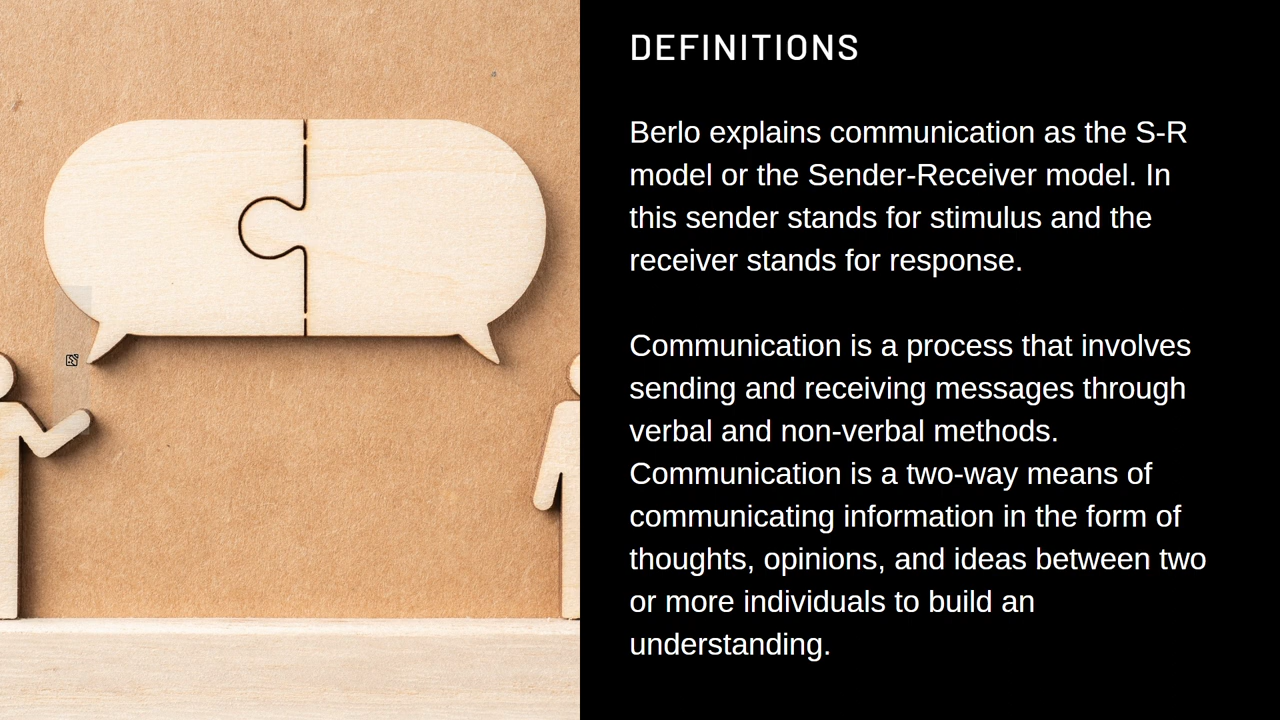 DEFINITIONS
Berlo explains communication as the S-R
model or the Sender-Receiver model. In
this sender stands for stimulus and the
receiver stands for response.
Communication is a process that involves
sending and receiving messages through
verbal and non-verbal methods.
Communication is a two-way means of
communicating information in the form of
thoughts, opinions, and ideas between two
or more individuals to build an
understanding.